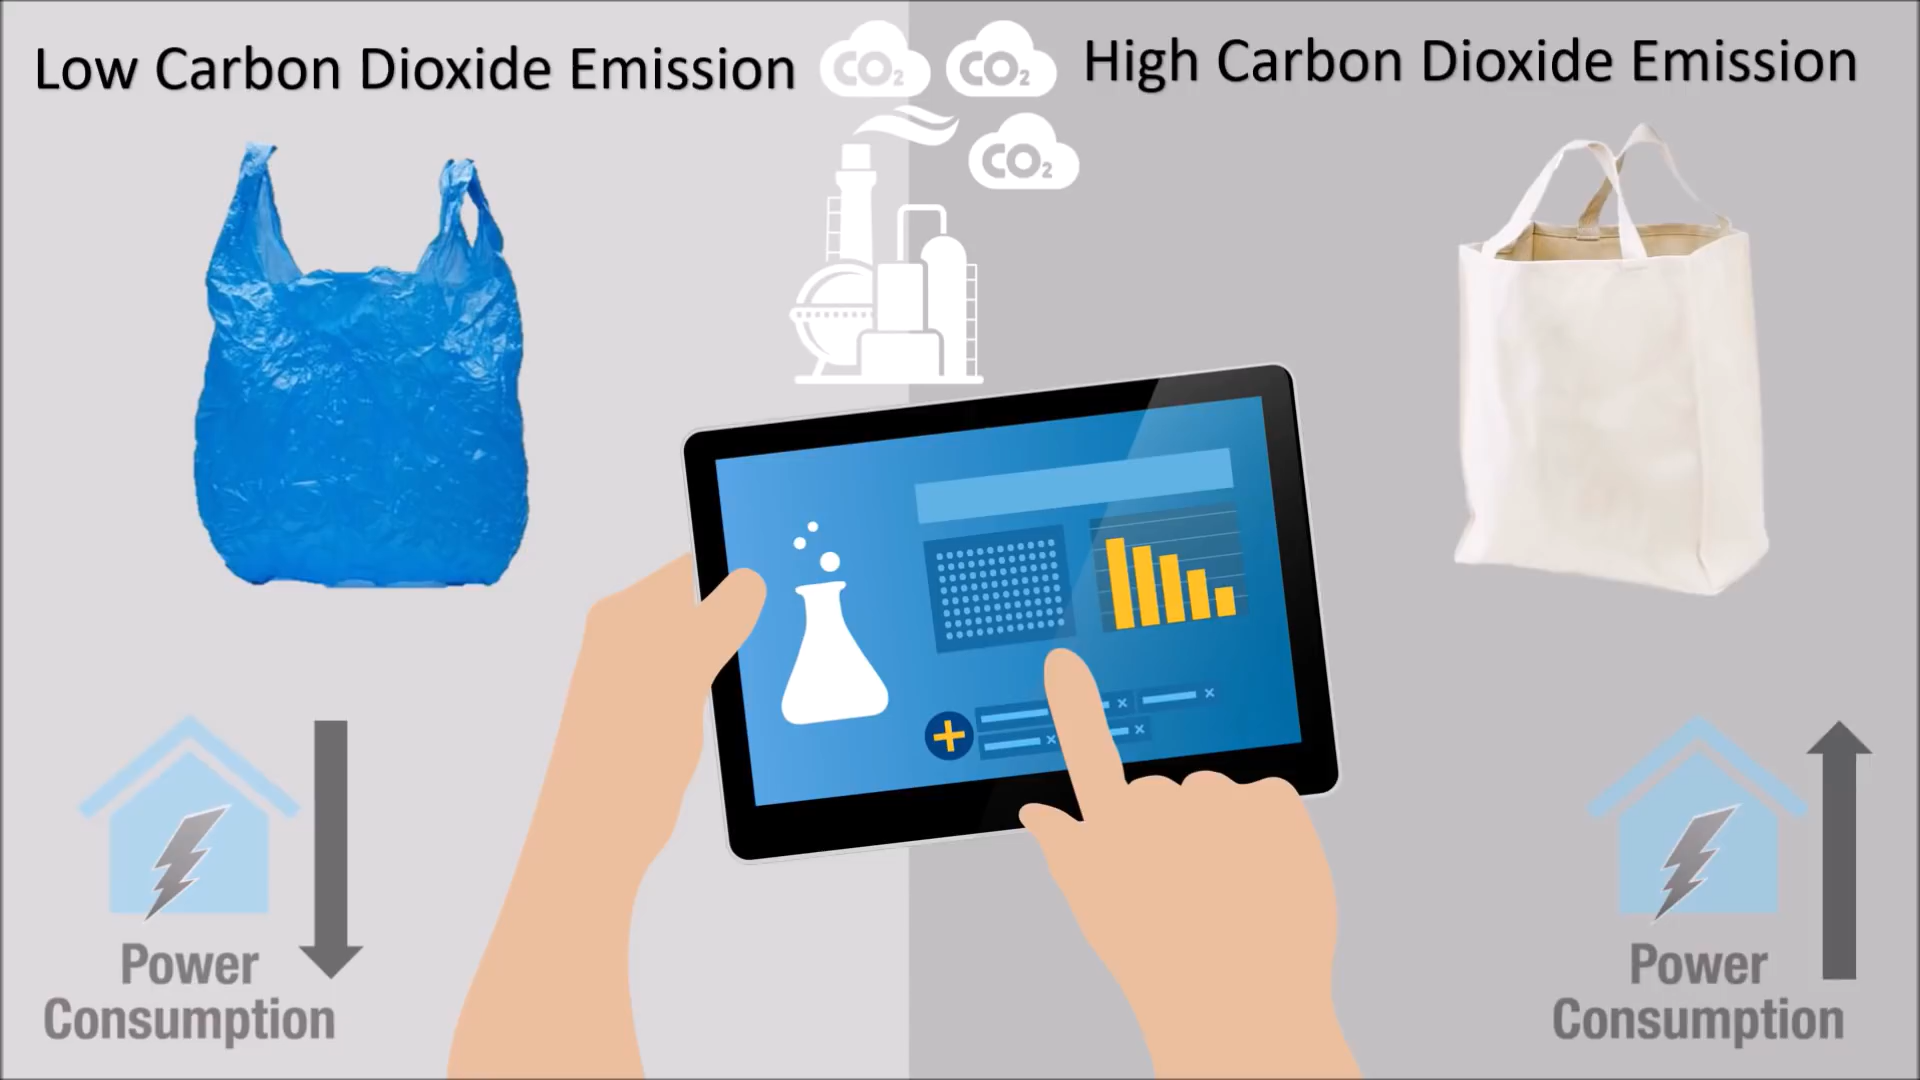 Low Carbon Dioxide Emission
CO₂
CO₂
High Carbon Dioxide Emission
CO₂
Power
Consumption
Power
Consumption